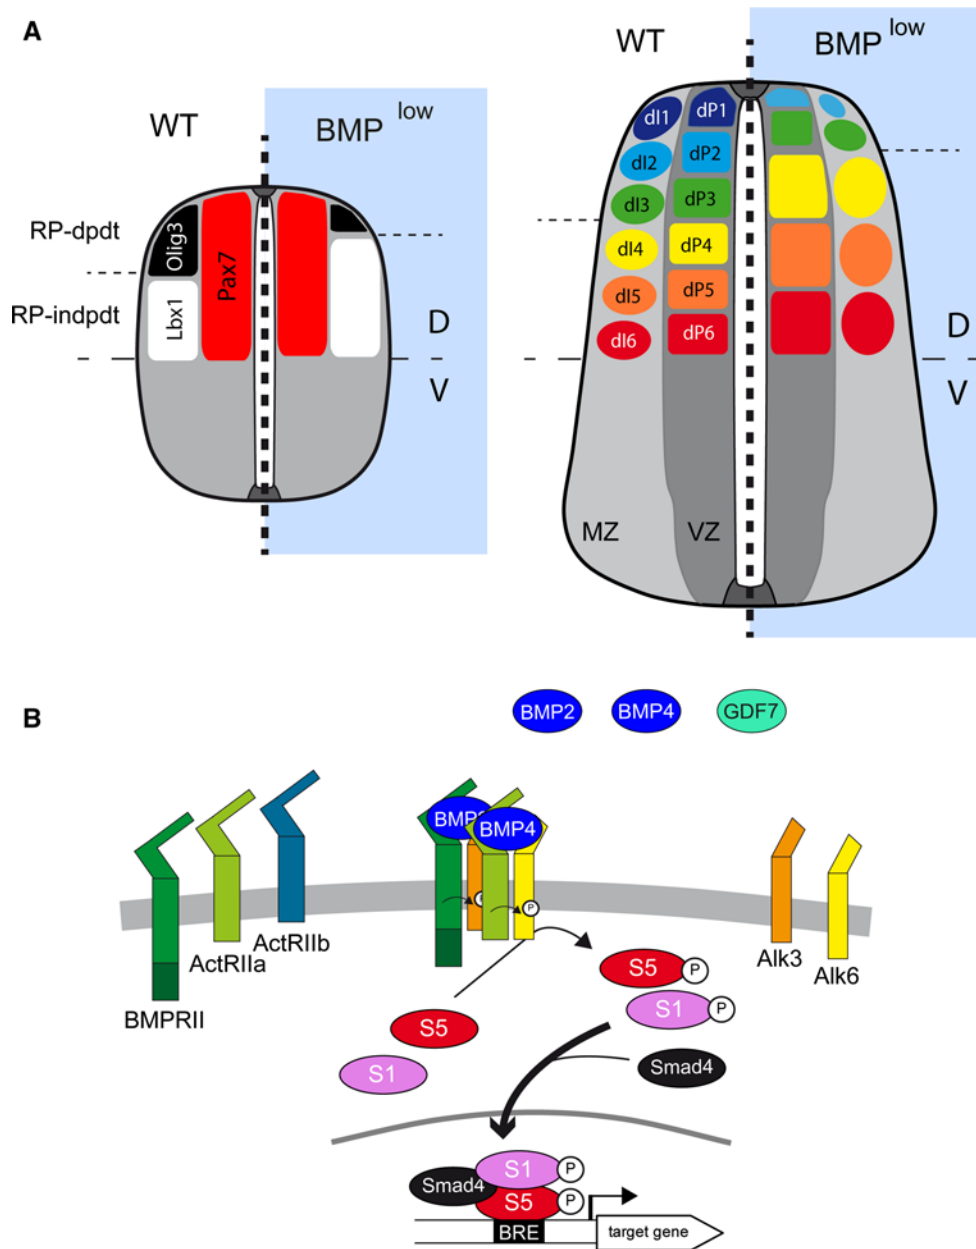 A
WT
BMP low
RP-dpdt
RP-indpdt
Olig3
Lbx1
Pax7
D
V
WT
BMP low
dI1
dP1
dI2
dP2
dI3
dP3
dI4
dP4
dI5
dP5
dI6
dP6
D
V
MZ
VZ
B
BMP2
BMP4
GDF7
BMPRII
ActRIIa
ActRIIb
BMP4
P
Alk3
Alk6
S5
S1
S5 P
S1 P
Smad4
S1 P
Smad4
S5 P
BRE
target gene